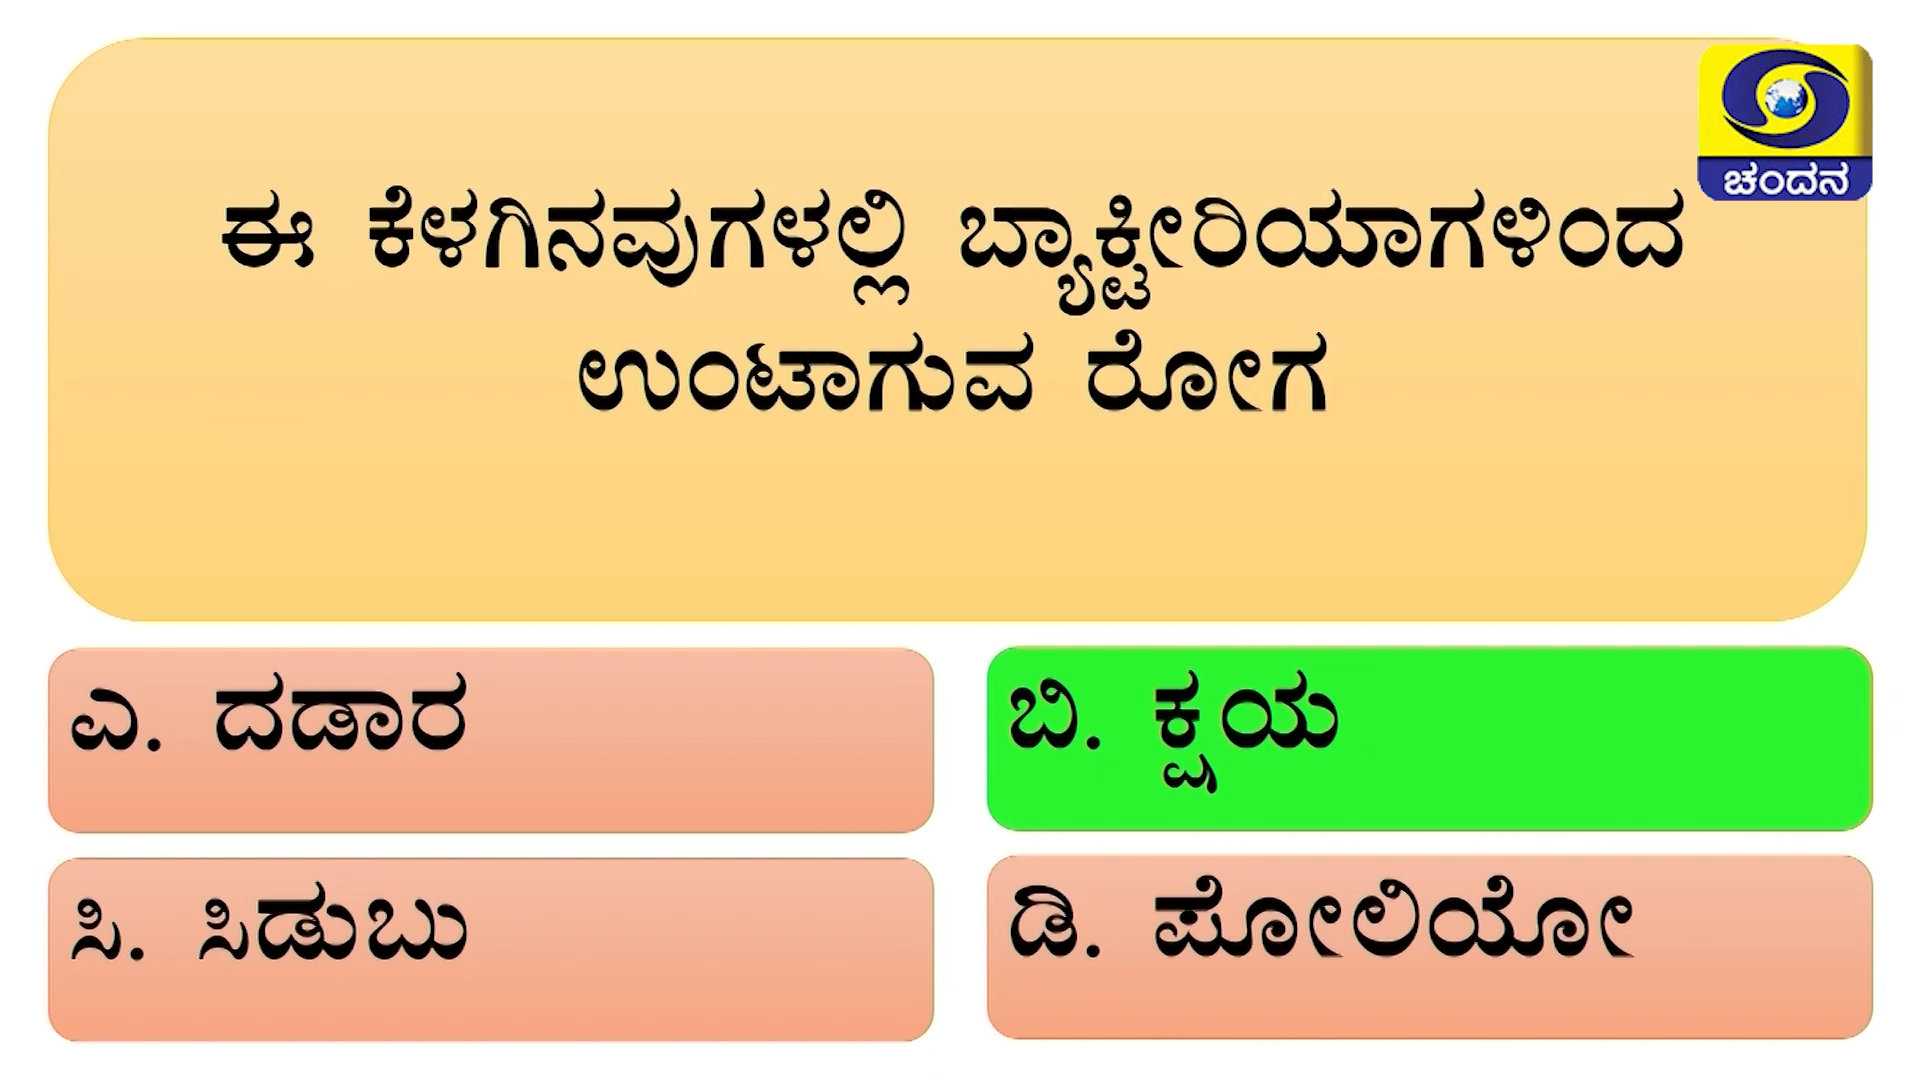 ಚಂದನ
ಈ ಕೆಳಗಿನವುಗಳಲ್ಲಿ ಬ್ಯಾಕ್ಟೀರಿಯಾಗಳಿಂದ
ಉಂಟಾಗುವ ರೋಗ
ಎ. ದಡಾರ
ಬಿ. ಕ್ಷಯ
ಸಿ. ಸಿಡುಬು
ಡಿ. ಪೋಲಿಯೋ